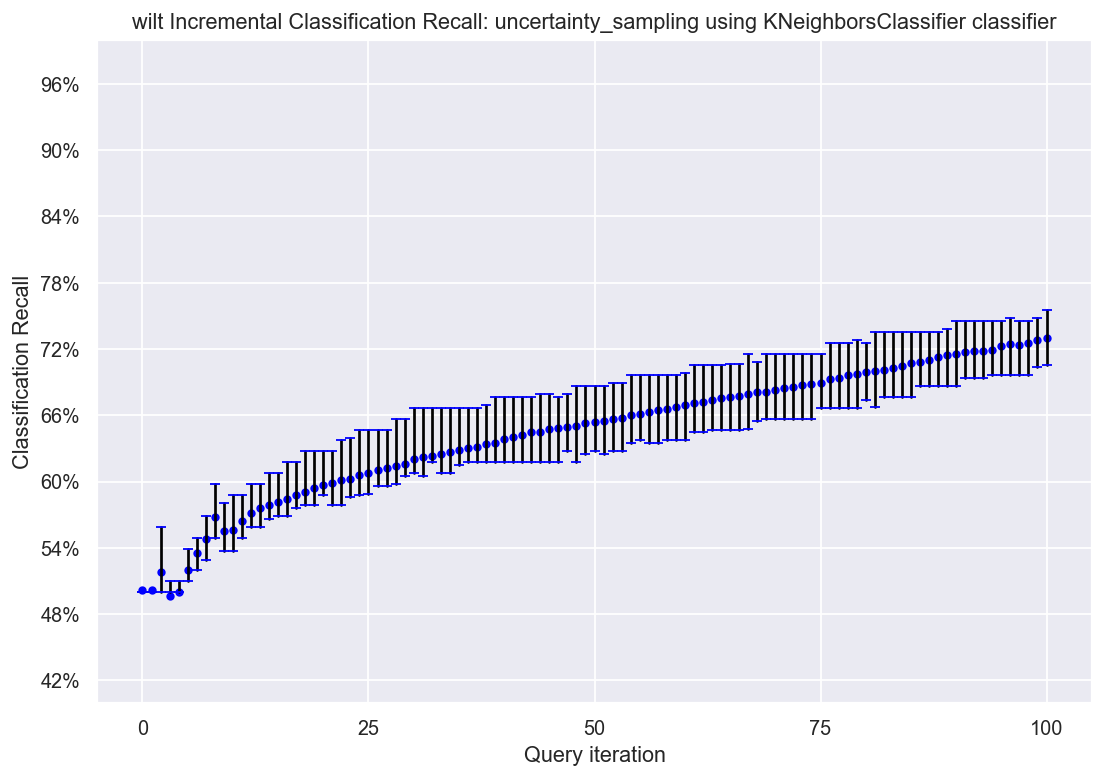 wilt Incremental Classification Recall: uncertainty_sampling using KNeighborsClassifier classifier
96%
90%
84%
78%
72%
66%
60%
54%
48%
42%
Classification Recall
0 25 50 75 100
Query iteration